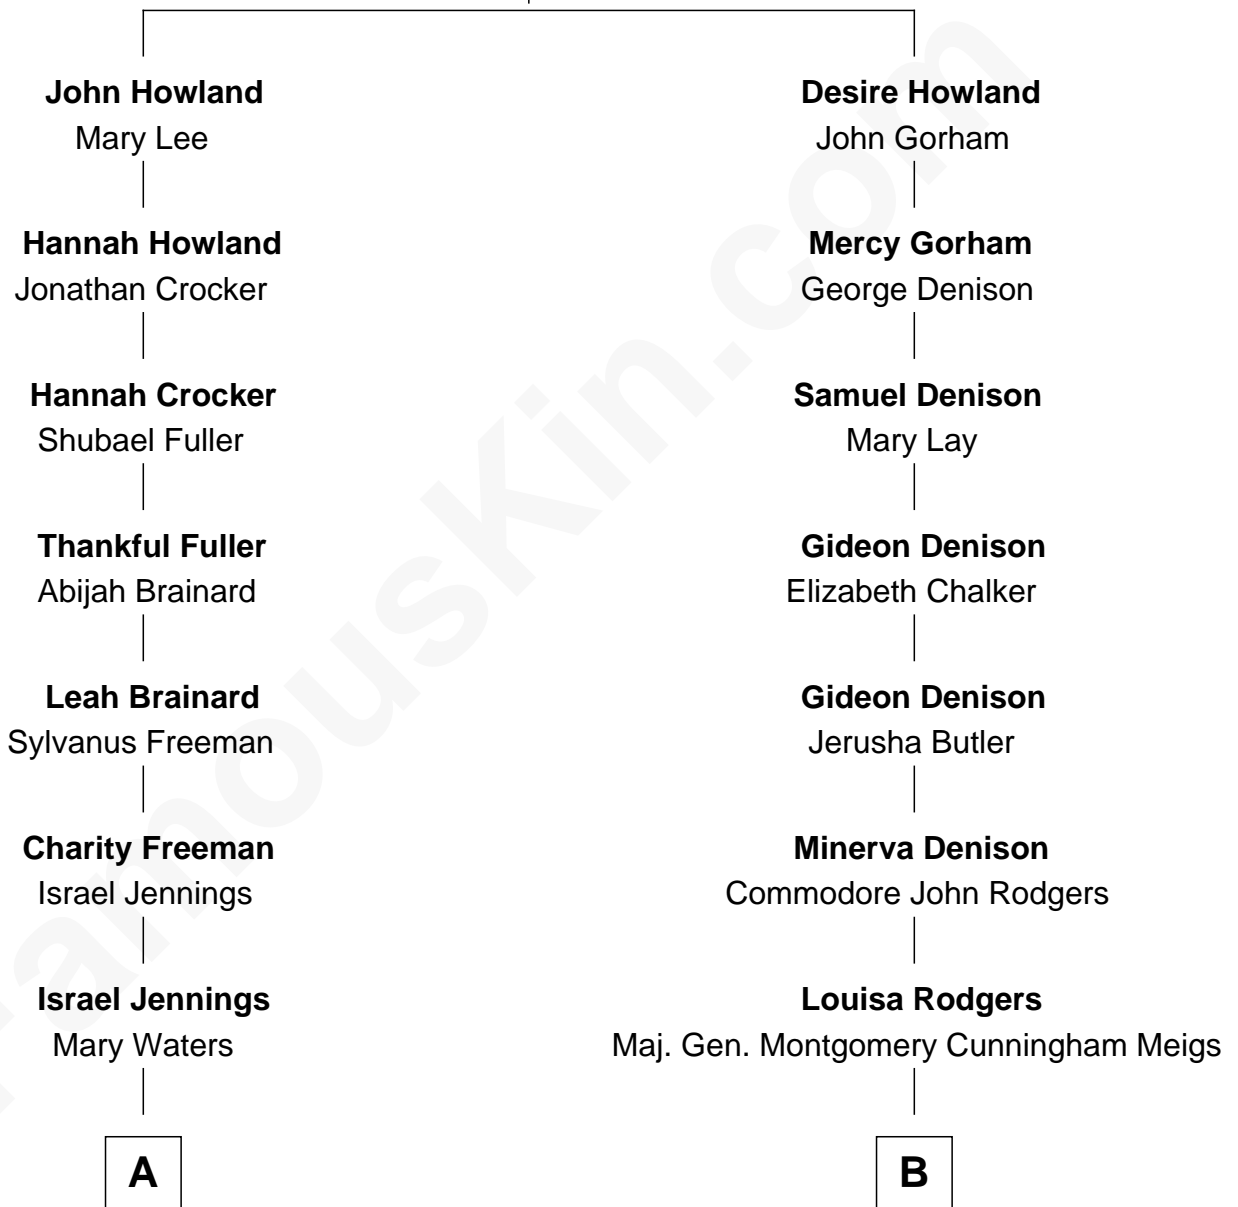 John Howland
Mary Lee
Hannah Howland
Jonathan Crocker
Hannah Crocker
Shubael Fuller
Thankful Fuller
Abijah Brainard
Leah Brainard
Sylvanus Freeman
Charity Freeman
Israel Jennings
Israel Jennings
Mary Waters
A
Desire Howland
John Gorham
Mercy Gorham
George Denison
Samuel Denison
Mary Lay
Gideon Denison
Elizabeth Chalker
Gideon Denison
Jerusha Butler
Minerva Denison
Commodore John Rodgers
Louisa Rodgers
Maj. Gen. Montgomery Cunningham Meigs
B
FamousKin.com